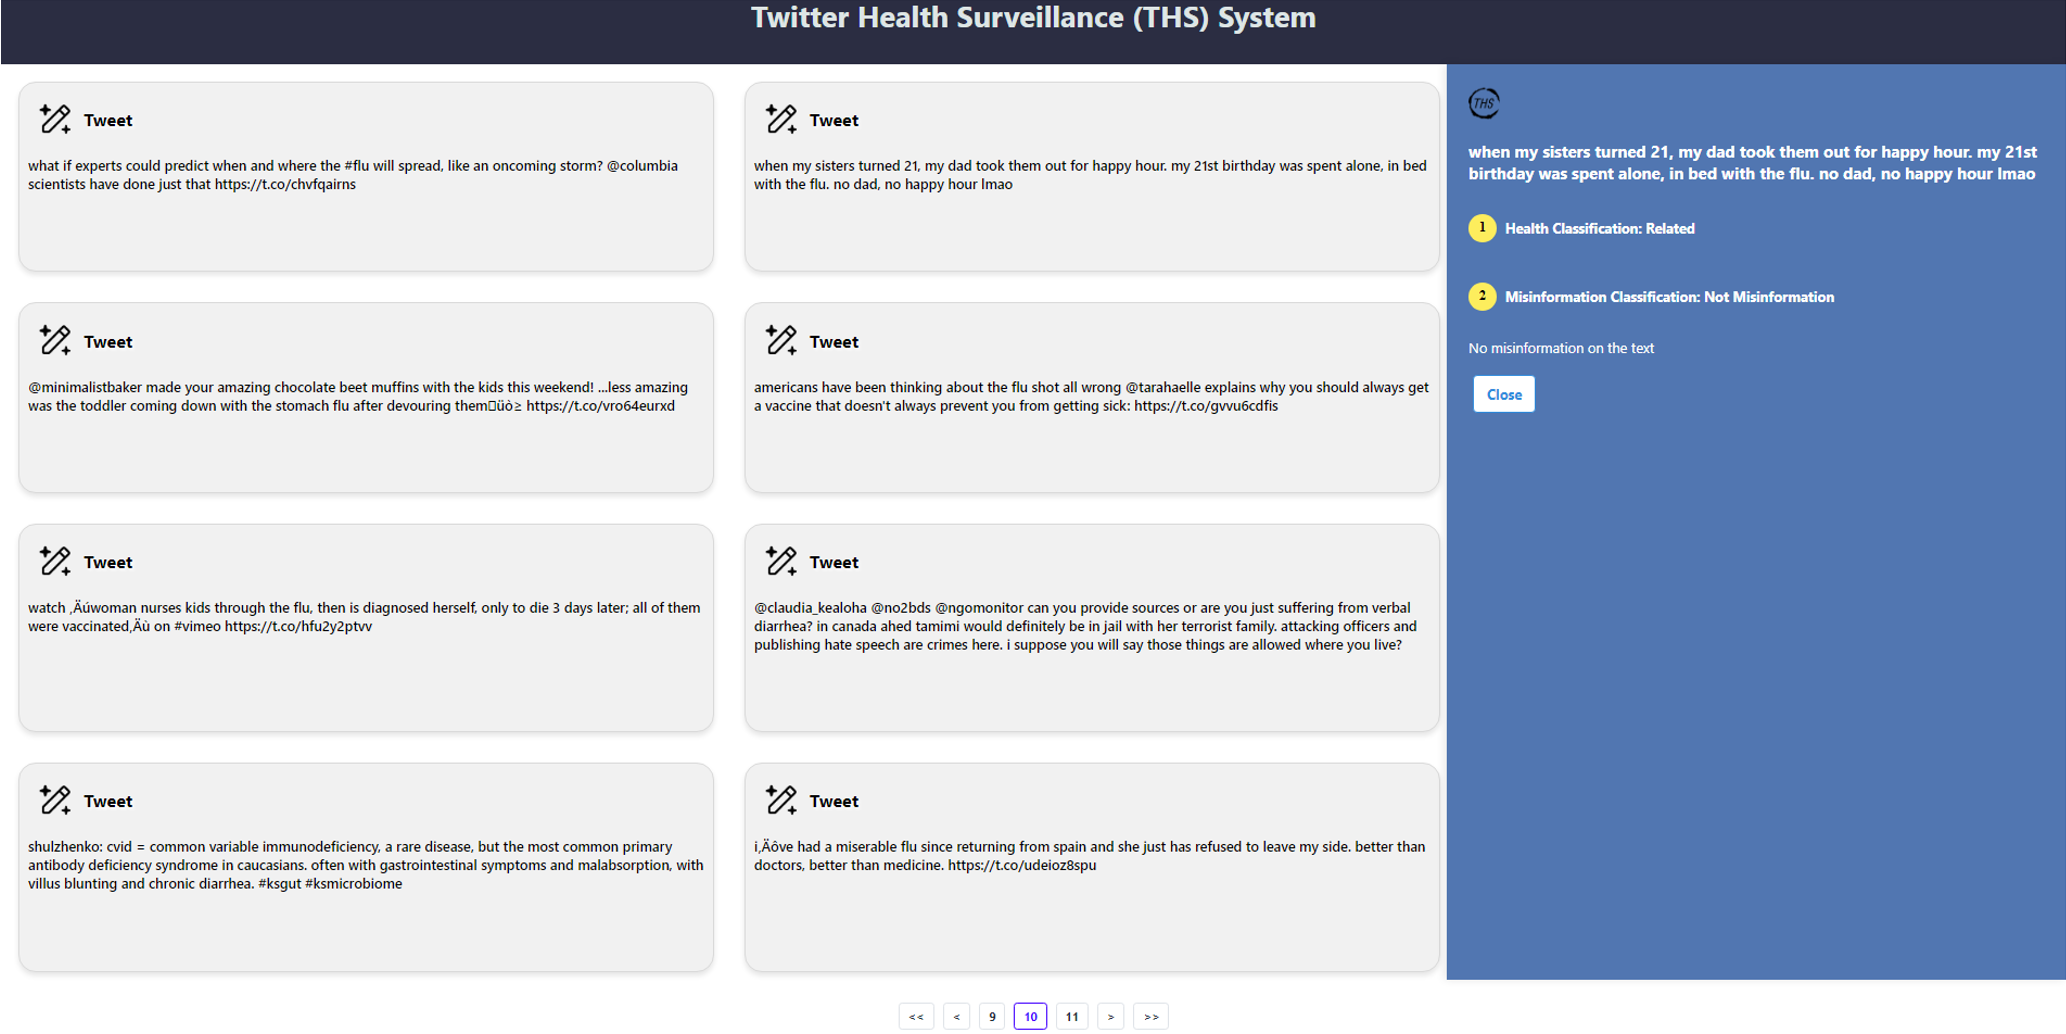 Twitter Health Surveillance (THS) System
Tweet
what if experts could predict when and where the #flu will spread, like an oncoming storm? @columbia
scientists have done just that https://t.co/chvfqairns
Tweet
when my sisters turned 21, my dad took them out for happy hour. my 21st birthday was spent alone, in bed
with the flu. no dad, no happy hour lmao
Tweet
@minimalistbaker made your amazing chocolate beet muffins with the kids this weekend! ...less amazing
was the toddler coming down with the stomach flu after devouring them□üò≥ https://t.co/vro64eurxd
Tweet
americans have been thinking about the flu shot all wrong @tarahaelle explains why you should always get
a vaccine that doesn't always prevent you from getting sick: https://t.co/gvvu6cdfis
Tweet
watch ‚Äúwoman nurses kids through the flu, then is diagnosed herself, only to die 3 days later; all of them
were vaccinated‚Äù on #vimeo https://t.co/hfu2y2ptvv
Tweet
@claudia_kealoha @no2bds @ngomonitor can you provide sources or are you just suffering from verbal
diarrhea? in canada ahed tamimi would definitely be in jail with her terrorist family. attacking officers and
publishing hate speech are crimes here. i suppose you will say those things are allowed where you live?
Tweet
shulzhenko: cvid = common variable immunodeficiency, a rare disease, but the most common primary
antibody deficiency syndrome in caucasians. often with gastrointestinal symptoms and malabsorption, with
villus blunting and chronic diarrhea. #ksgut #ksmicrobiome
Tweet
i‚Äôve had a miserable flu since returning from spain and she just has refused to leave my side. better than
doctors, better than medicine. https://t.co/udeioz8spu
THS
when my sisters turned 21, my dad took them out for happy hour. my 21st
birthday was spent alone, in bed with the flu. no dad, no happy hour lmao
1 Health Classification: Related
2 Misinformation Classification: Not Misinformation
No misinformation on the text
Close
<< < 9 10 11 > >>